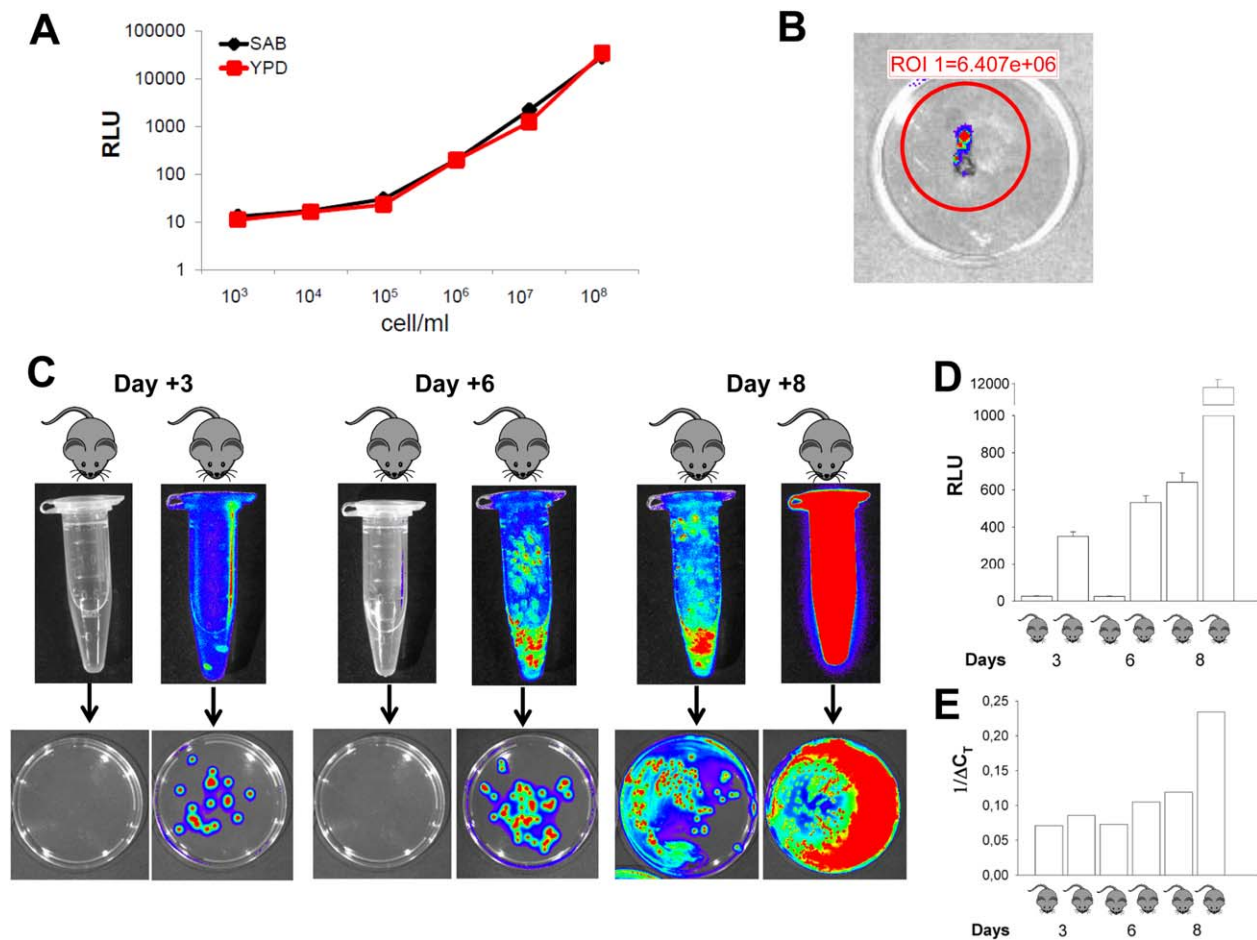 A
100000
10000
1000
100
10
1
RLU
SAB
YPD
10³
10⁴
10⁵
10⁶
10⁷
10⁸
cell/ml
B
ROI 1=6.407e+06
C
Day +3
Day +6
Day +8
D
12000
1000
800
600
400
200
0
RLU
Days
3
6
8
E
0,25
0,20
0,15
0,10
0,05
0,00
1/ΔC_T
Days
3
6
8